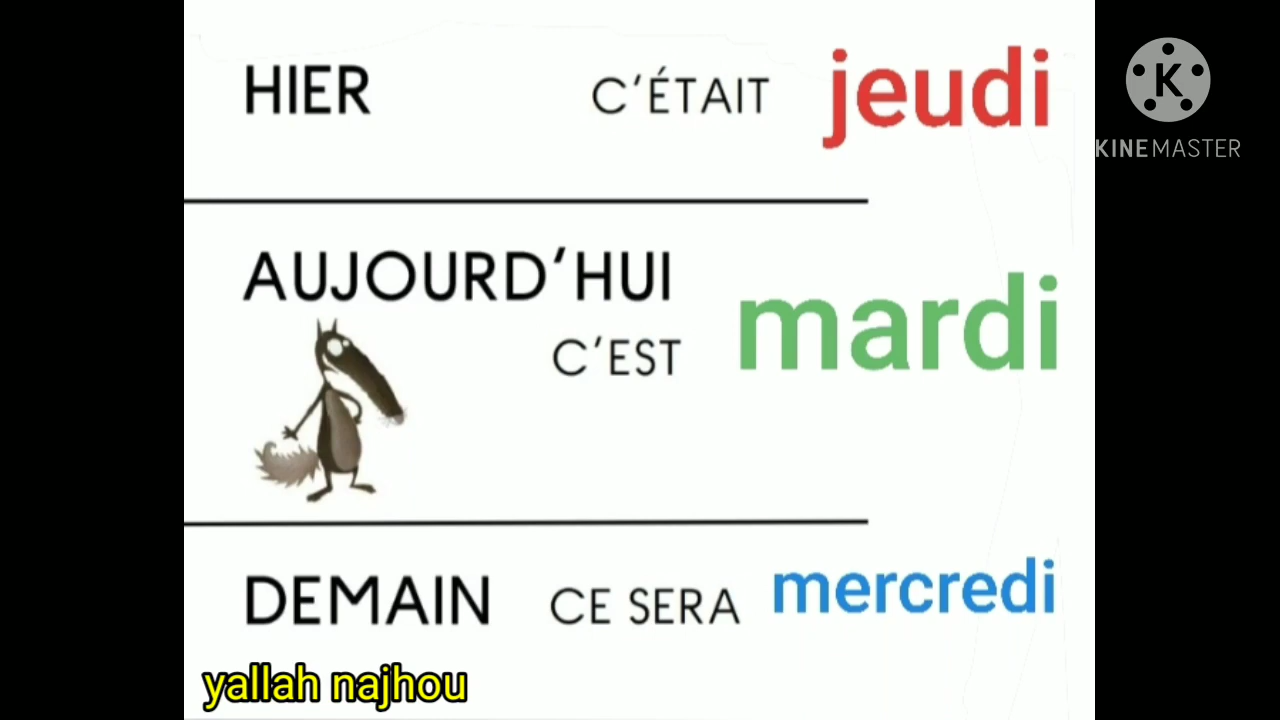 HIER C'ÉTAIT jeudi
AUJOURD'HUI
C'EST mardi
DEMAIN CE SERA mercredi
yallah najhou
K
KINEMASTER